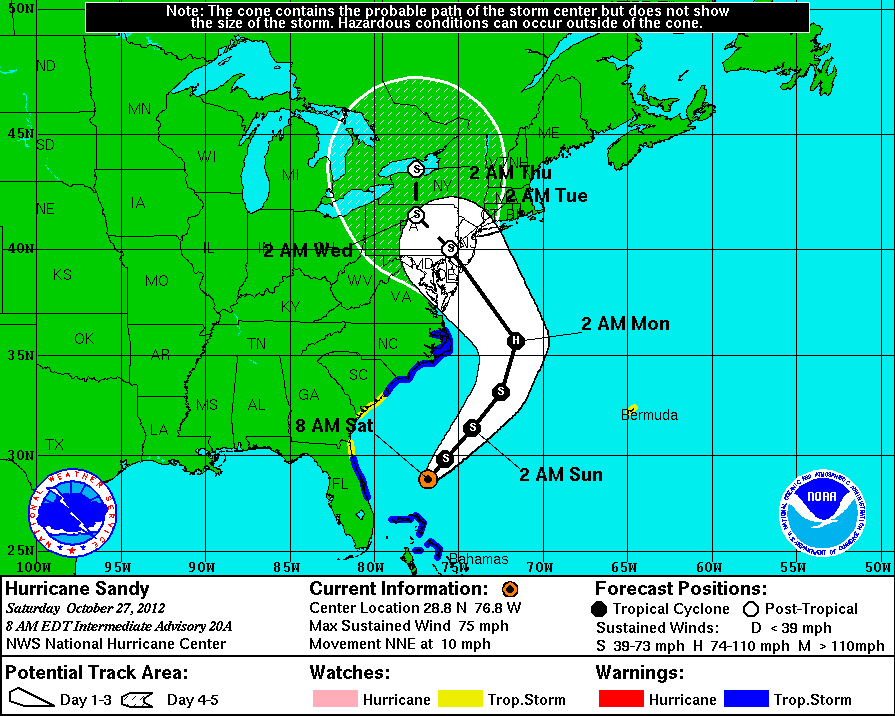 Note: The cone contains the probable path of the storm center but does not show
the size of the storm. Hazardous conditions can occur outside of the cone.
50N
ND
MN
ME
45N
SD
WI
MI
VT
NH
2 AM Thu
NY
2 AM Tue
NE
IA
PA
NJ
40N
2 AM Wed
IL
MD
DE
KS
MO
WV
VA
KY
2 AM Mon
35N
OK
AR
TN
NC
SC
MS
AL
GA
Bermuda
8 AM Sat
LA
TX
30N
2 AM Sun
FL
NATIONAL WEATHER SERVICE
NOAA
25N
Bahamas
100W 95W 90W 85W 80W 75W 70W 65W 60W 55W 50W
Hurricane Sandy
Saturday October 27, 2012
8 AM EDT Intermediate Advisory 20A
NWS National Hurricane Center
Current Information:
Center Location 28.8 N 76.8 W
Max Sustained Wind 75 mph
Movement NNE at 10 mph
Forecast Positions:
Tropical Cyclone Post-Tropical
Sustained Winds: D < 39 mph
S 39-73 mph H 74-110 mph M > 110mph
Potential Track Area:
Day 1-3 Day 4-5
Watches:
Hurricane Trop.Storm
Warnings:
Hurricane Trop.Storm